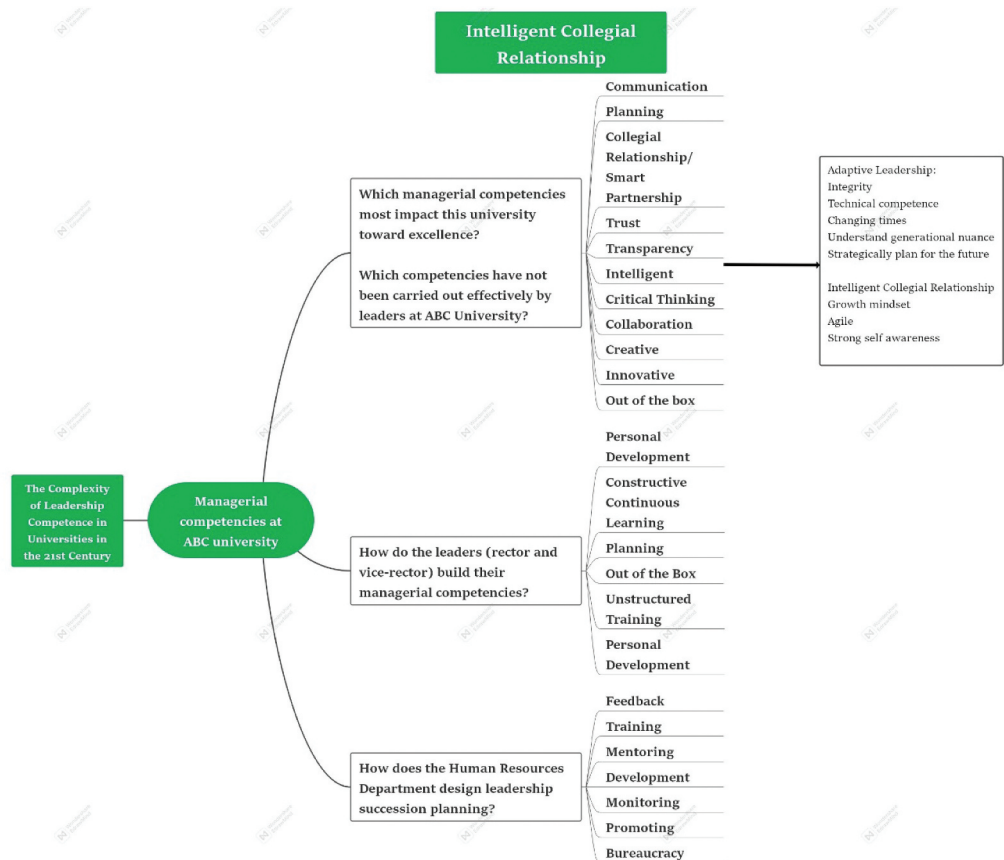 Intelligent Collegial
Relationship
The Complexity
of Leadership
Competence in
Universities in
the 21st Century
Managerial
competencies at
ABC university
Which managerial competencies
most impact this university
toward excellence?
Which competencies have not
been carried out effectively by
leaders at ABC University?
Communication
Planning
Collegial
Relationship/
Smart
Partnership
Trust
Transparency
Intelligent
Critical Thinking
Collaboration
Creative
Innovative
Out of the box
Adaptive Leadership:
Integrity
Technical competence
Changing times
Understand generational nuance
Strategically plan for the future
Intelligent Collegial Relationship
Growth mindset
Agile
Strong self awareness
How do the leaders (rector and
vice-rector) build their
managerial competencies?
Personal
Development
Constructive
Continuous
Learning
Planning
Out of the Box
Unstructured
Training
Personal
Development
How does the Human Resources
Department design leadership
succession planning?
Feedback
Training
Mentoring
Development
Monitoring
Promoting
Bureaucracy